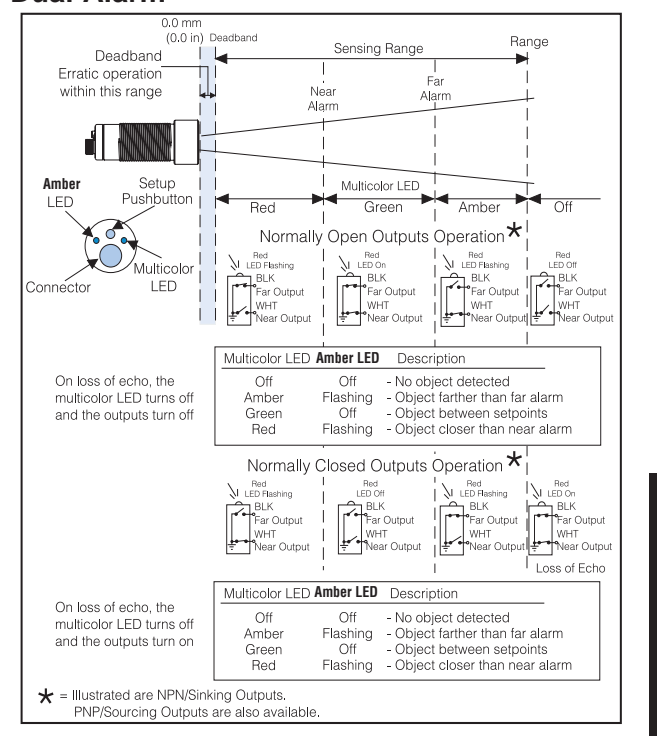 Dual Alarm
0.0 mm
(0.0 in) Deadband
Deadband
Erratic operation
within this range
Sensing Range
Range
Near
Alarm
Far
Alarm
Amber
LED
Setup
Pushbutton
Connector
Multicolor
LED
Multicolor LED
Red
Green
Amber
Off
Normally Open Outputs Operation*
Red
LED Flashing
BLK
Far Output
WHT
Near Output
Red
LED On
BLK
Far Output
WHT
Near Output
Red
LED Flashing
BLK
Far Output
WHT
Near Output
Red
LED Off
BLK
Far Output
WHT
Near Output
On loss of echo, the
multicolor LED turns off
and the outputs turn off
Multicolor LED Amber LED Description
Off Off - No object detected
Amber Flashing - Object farther than far alarm
Green Off - Object between setpoints
Red Flashing - Object closer than near alarm
Normally Closed Outputs Operation*
Red
LED Flashing
BLK
Far Output
WHT
Near Output
Red
LED Off
BLK
Far Output
WHT
Near Output
Red
LED Flashing
BLK
Far Output
WHT
Near Output
Red
LED On
BLK
Far Output
WHT
Near Output
Loss of Echo
On loss of echo, the
multicolor LED turns off
and the outputs turn on
Multicolor LED Amber LED Description
Off Off - No object detected
Amber Flashing - Object farther than far alarm
Green Off - Object between setpoints
Red Flashing - Object closer than near alarm
* = Illustrated are NPN/Sinking Outputs.
PNP/Sourcing Outputs are also available.